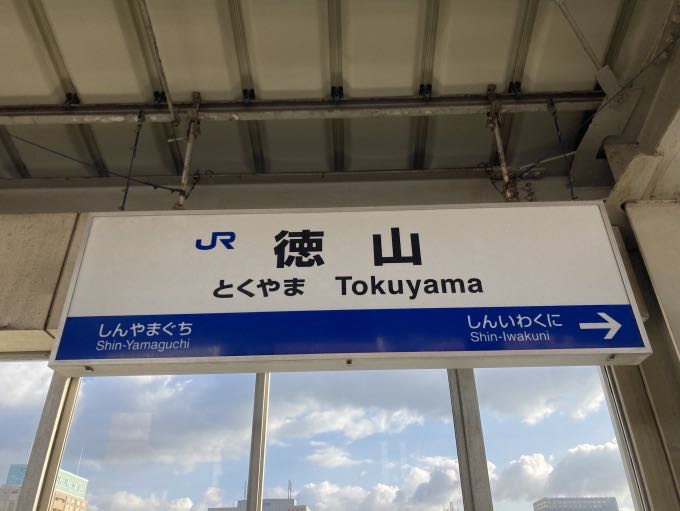 JR 徳山
とくやま Tokuyama
しんやまぐち
Shin-Yamaguchi
しんいわくに →
Shin-Iwakuni